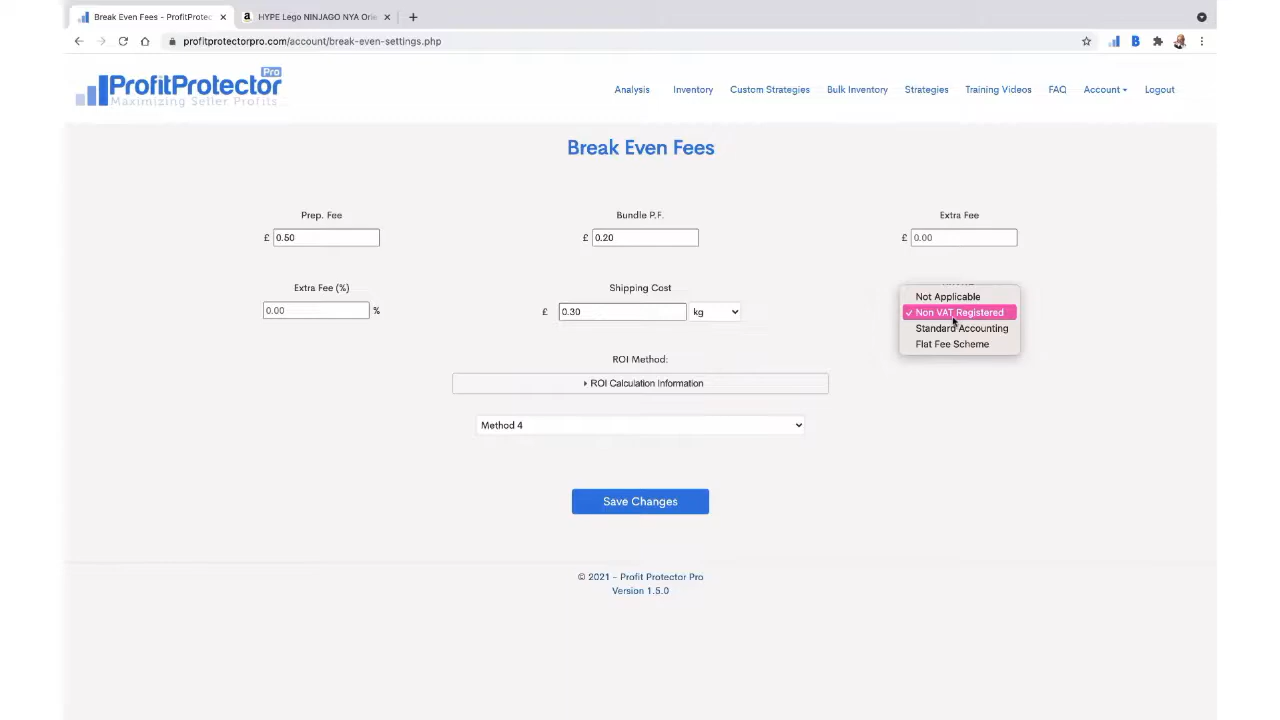 Break Even Fees - ProfitProtec
HYPE Lego NINJAGO NYA Orie
profitprotectorpro.com/account/break-even-settings.php
ProfitProtector Pro
Maximizing Seller Profits
Analysis
Inventory
Custom Strategies
Bulk Inventory
Strategies
Training Videos
FAQ
Account
Logout
Break Even Fees
Prep. Fee
£ 0.50
Bundle P.F.
£ 0.20
Extra Fee
£ 0.00
Extra Fee (%)
0.00 %
Shipping Cost
£ 0.30 kg
Not Applicable
✓ Non VAT Registered
Standard Accounting
Flat Fee Scheme
ROI Method:
ROI Calculation Information
Method 4
Save Changes
© 2021 - Profit Protector Pro
Version 1.5.0